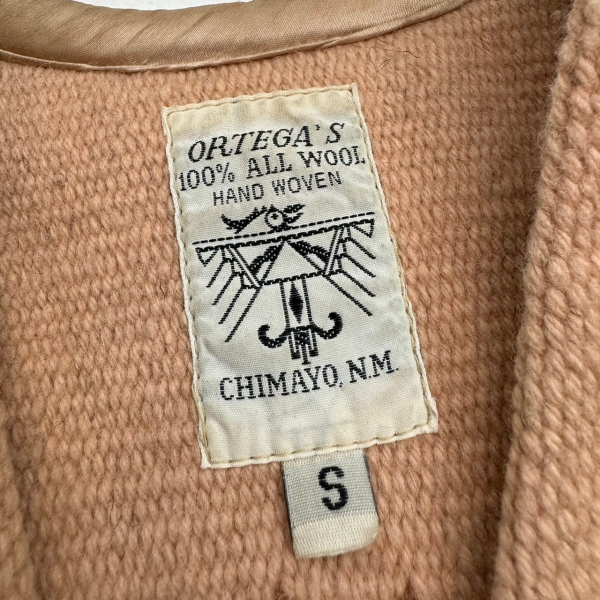 ORTEGA'S
100% ALL WOOL
HAND WOVEN
CHIMAYO, N.M.
S